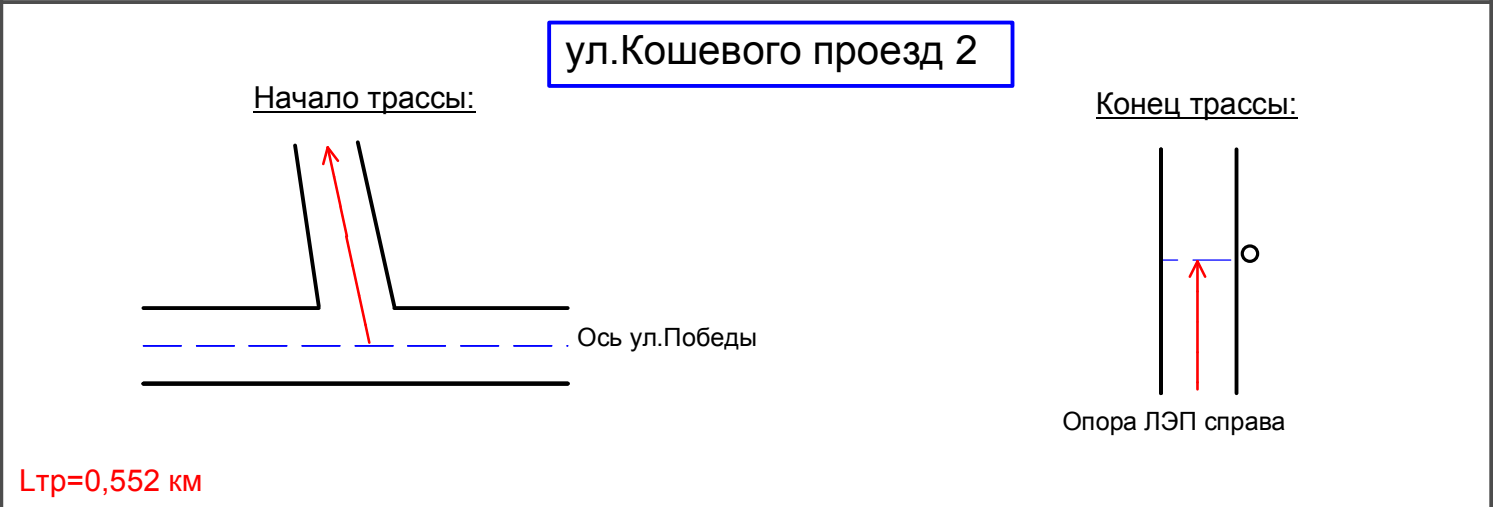 ул.Кошевого проезд 2
Начало трассы:
Конец трассы:
Ось ул.Победы
Опора ЛЭП справа
Lтр=0,552 км